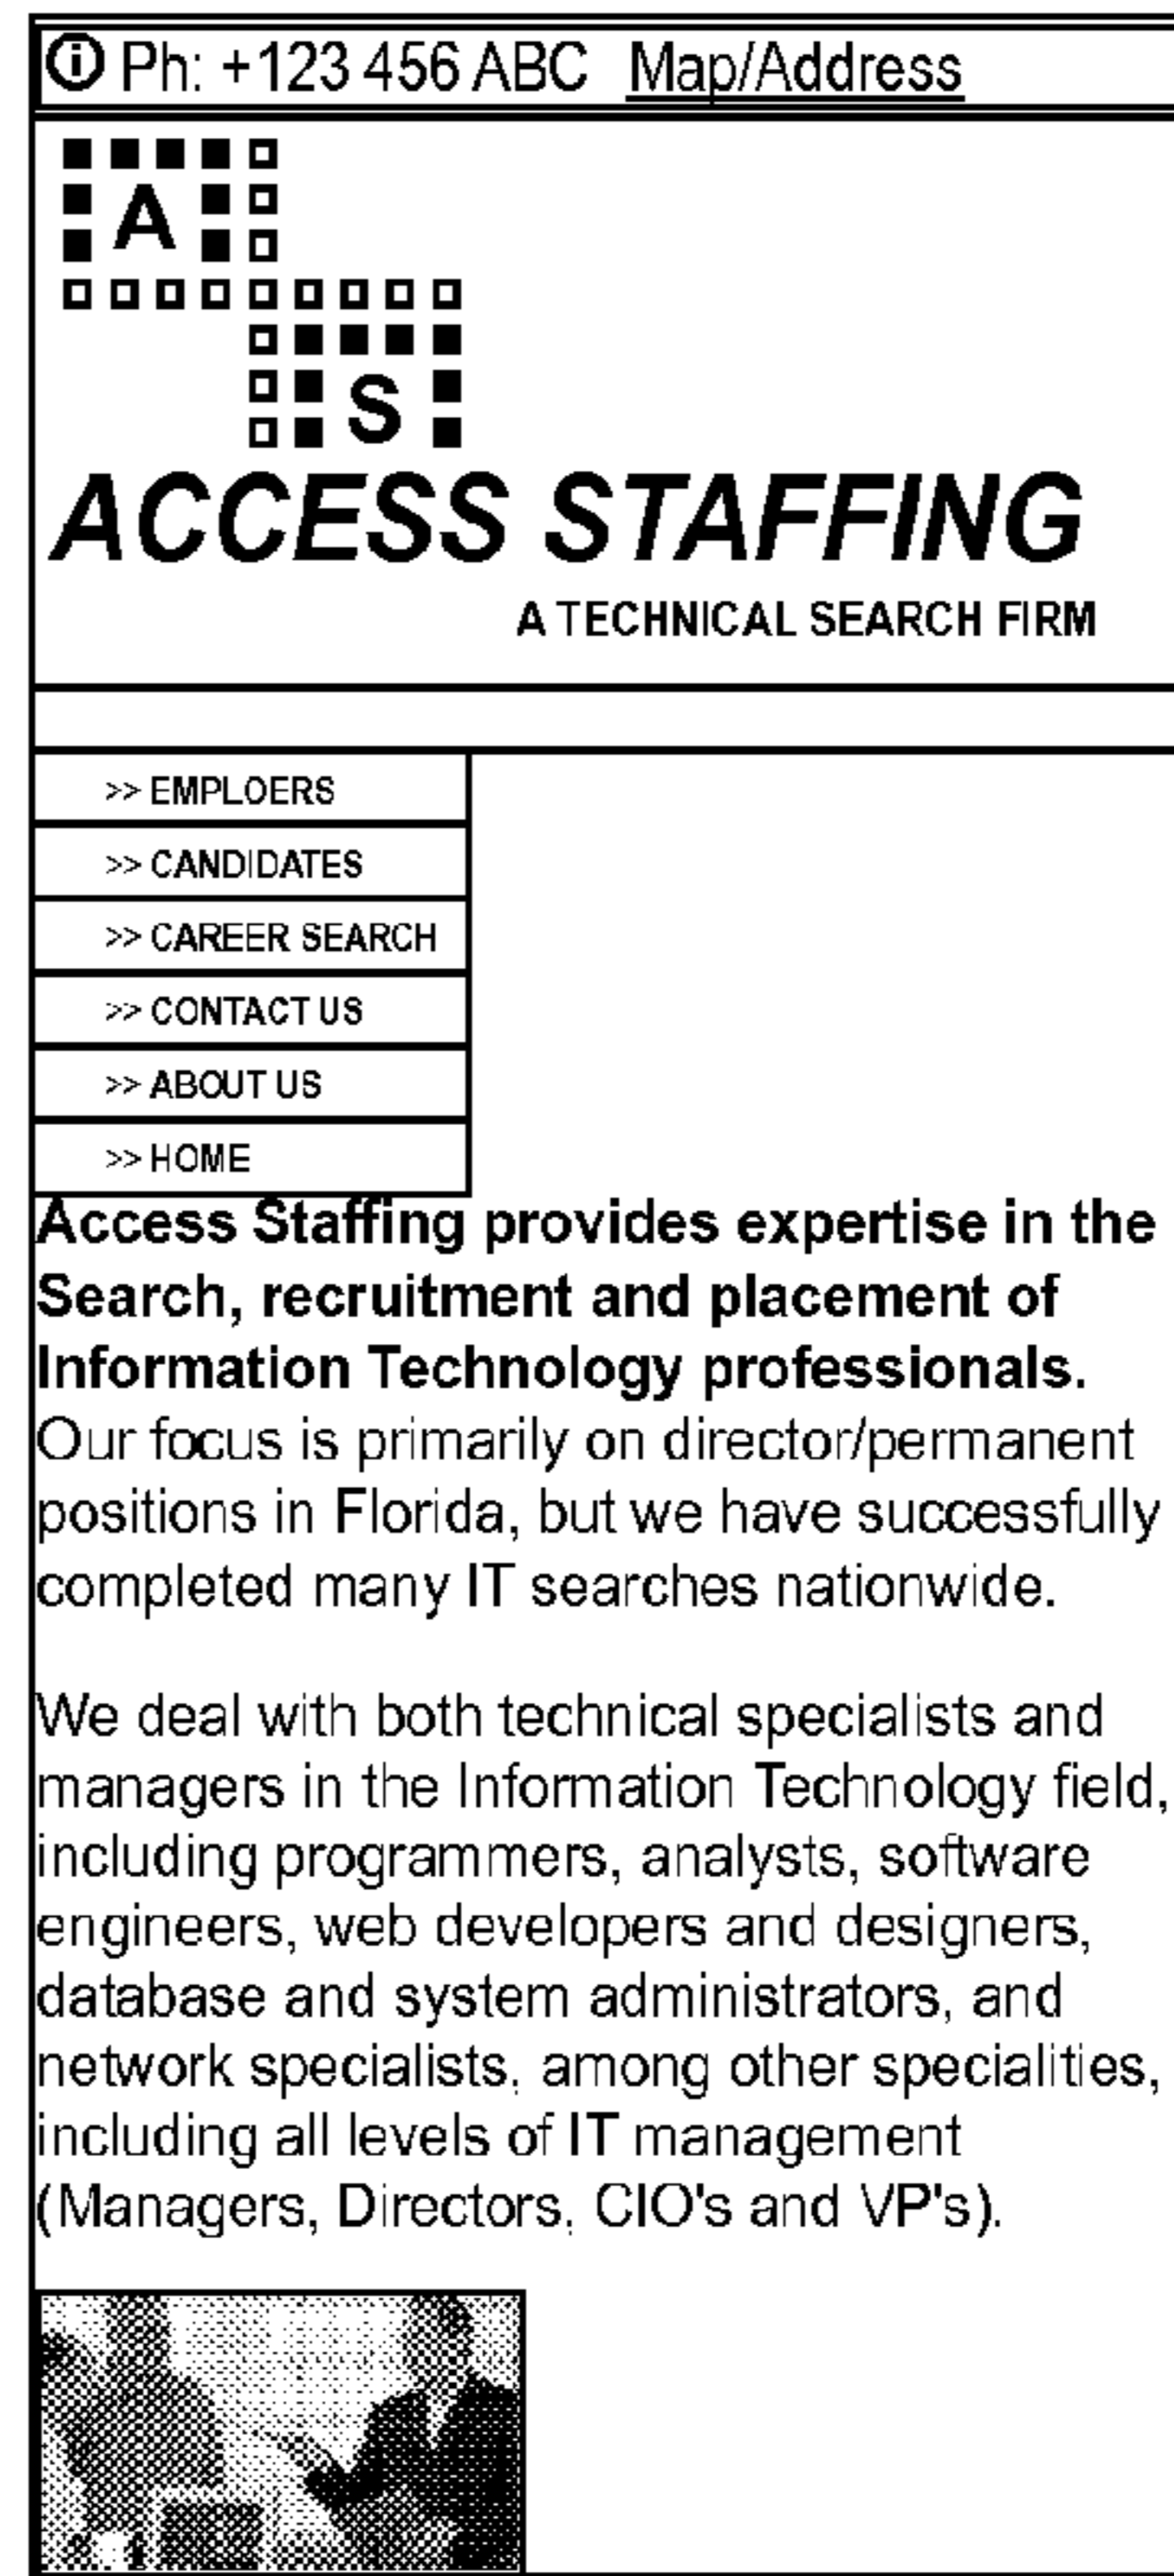 Ph: +123 456 ABC Map/Address
A
S
ACCESS STAFFING
A TECHNICAL SEARCH FIRM
>> EMPLOERS
>> CANDIDATES
>> CAREER SEARCH
>> CONTACT US
>> ABOUT US
>> HOME
Access Staffing provides expertise in the
Search, recruitment and placement of
Information Technology professionals.
Our focus is primarily on director/permanent
positions in Florida, but we have successfully
completed many IT searches nationwide.
We deal with both technical specialists and
managers in the Information Technology field,
including programmers, analysts, software
engineers, web developers and designers,
database and system administrators, and
network specialists, among other specialities,
including all levels of IT management
(Managers, Directors, CIO's and VP's).